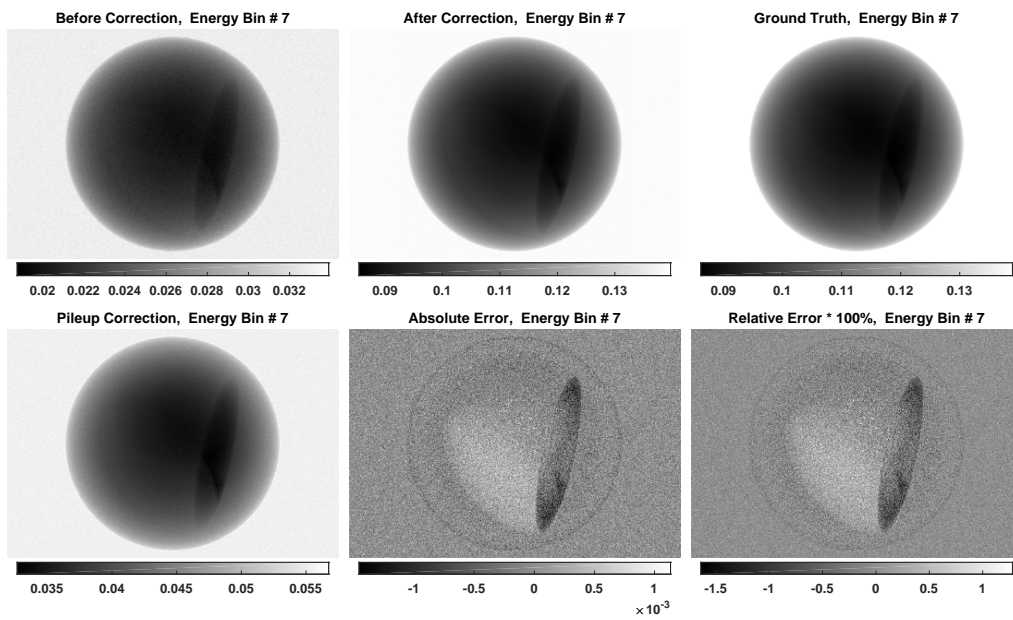 Before Correction, Energy Bin # 7
After Correction, Energy Bin # 7
Ground Truth, Energy Bin # 7
0.02 0.022 0.024 0.026 0.028 0.03 0.032
0.09 0.1 0.11 0.12 0.13
0.09 0.1 0.11 0.12 0.13
Pileup Correction, Energy Bin # 7
Absolute Error, Energy Bin # 7
Relative Error * 100%, Energy Bin # 7
0.035 0.04 0.045 0.05 0.055
-1 -0.5 0 0.5 1
×10-3
-1.5 -1 -0.5 0 0.5 1